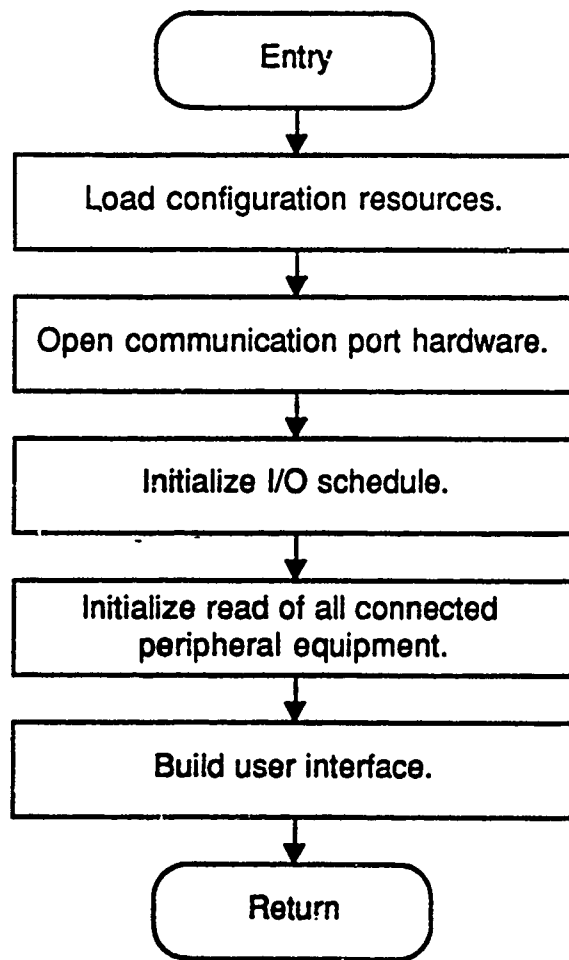 Entry
Load configuration resources.
Open communication port hardware.
Initialize I/O schedule.
Initialize read of all connected
peripheral equipment.
Build user interface.
Return